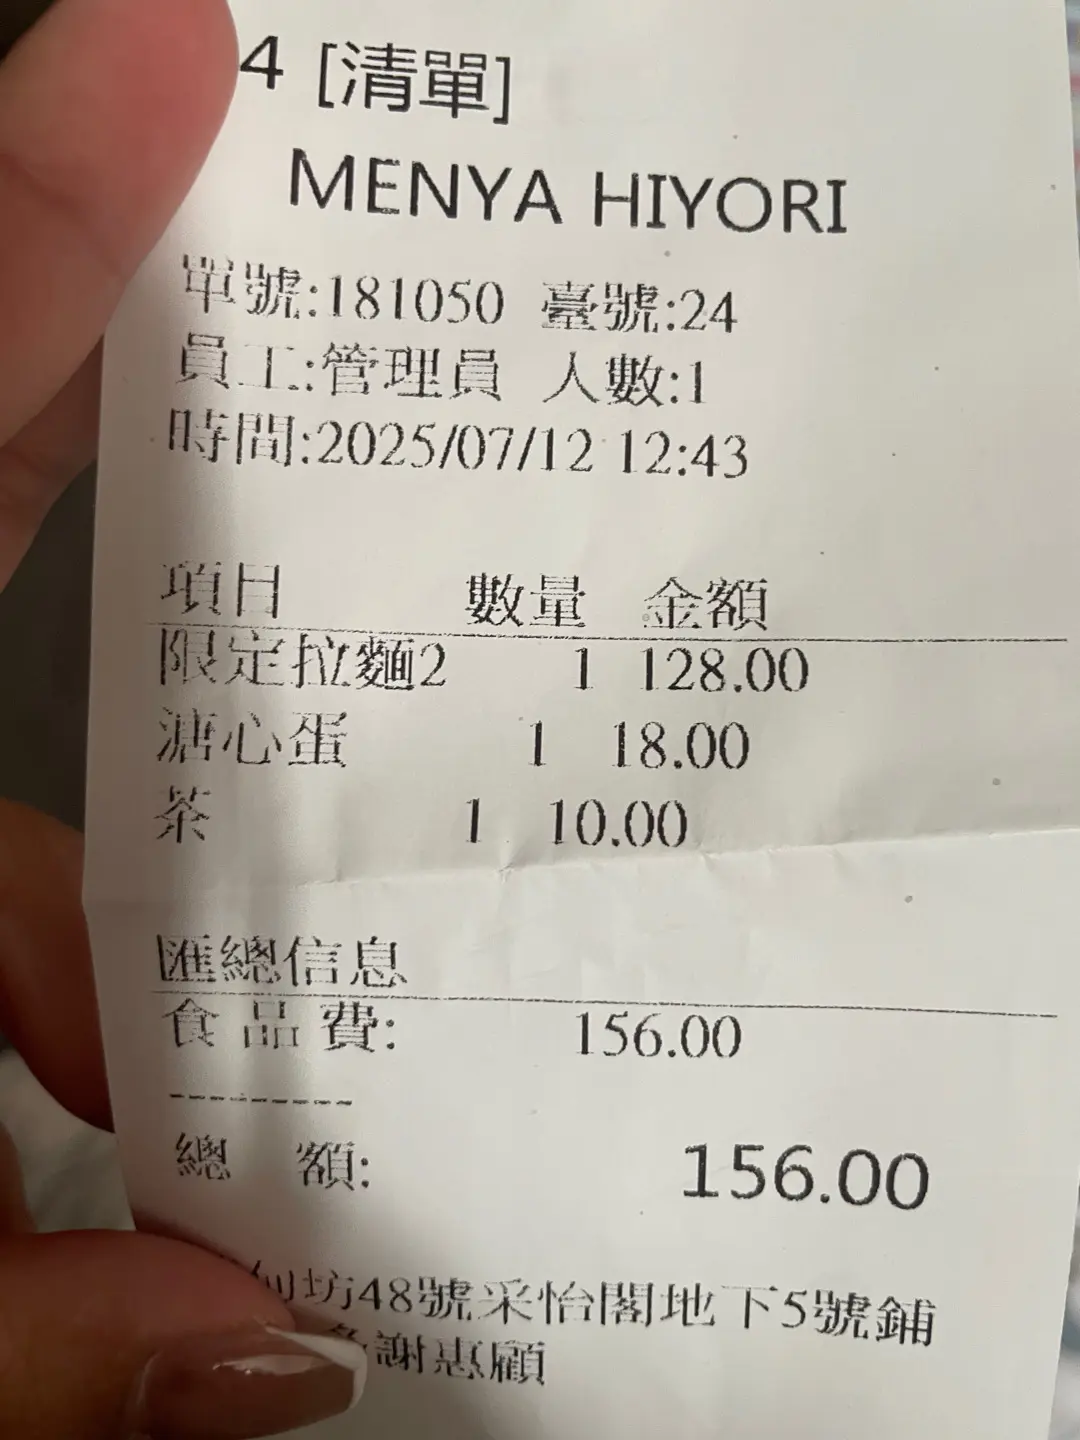 4 [清單]
MENYA HIYORI
單號:181050 臺號:24
員工:管理員 人數:1
時間:2025/07/12 12:43
項目 數量 金額
限定拉麵2 1 128.00
溏心蛋 1 18.00
茶 1 10.00
匯總信息
食品費: 156.00
----------
總 額: 156.00
坊48號采怡閣地下5號鋪
謝惠顧